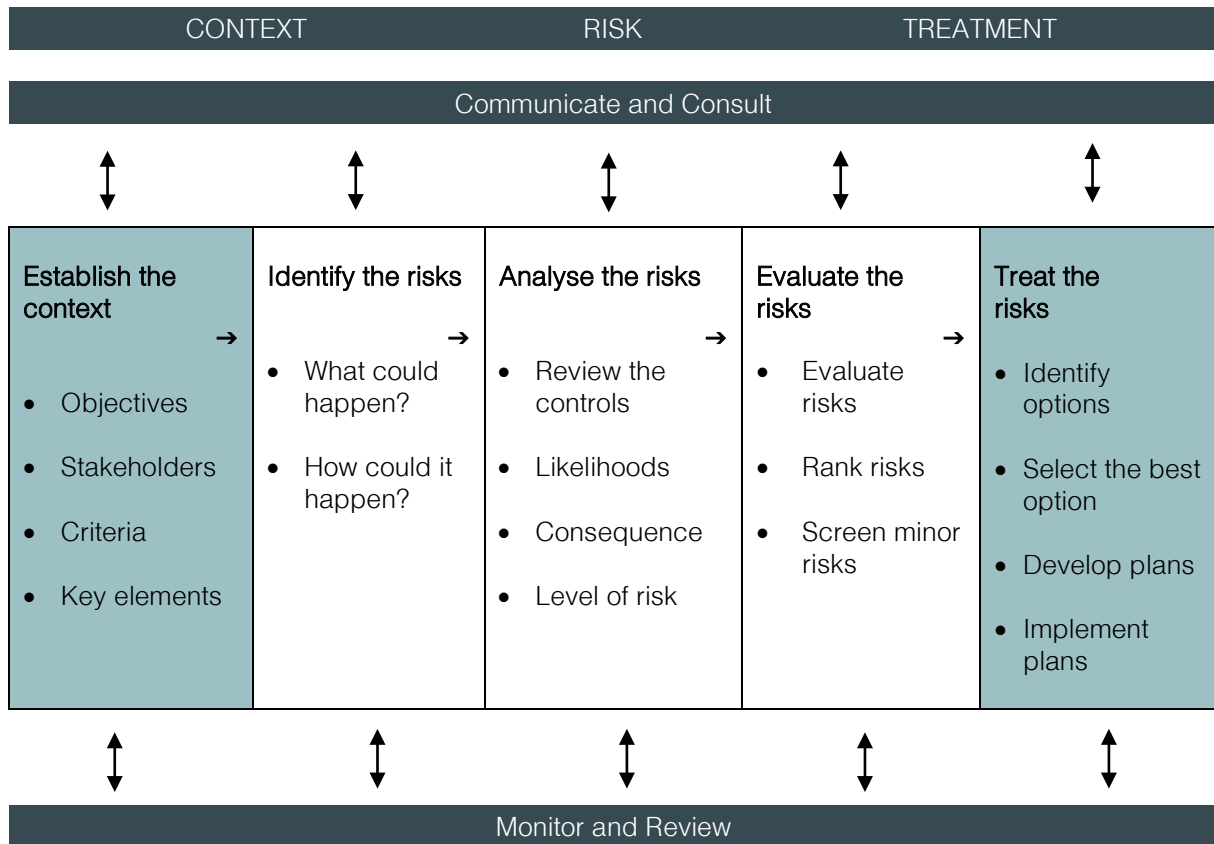 CONTEXT RISK TREATMENT
Communicate and Consult
Establish the
context
➔
• Objectives
• Stakeholders
• Criteria
• Key elements
Identify the risks
➔
• What could
happen?
• How could it
happen?
Analyse the risks
➔
• Review the
controls
• Likelihoods
• Consequence
• Level of risk
Evaluate the
risks
➔
• Evaluate
risks
• Rank risks
• Screen minor
risks
Treat the
risks
• Identify
options
• Select the best
option
• Develop plans
• Implement
plans
Monitor and Review